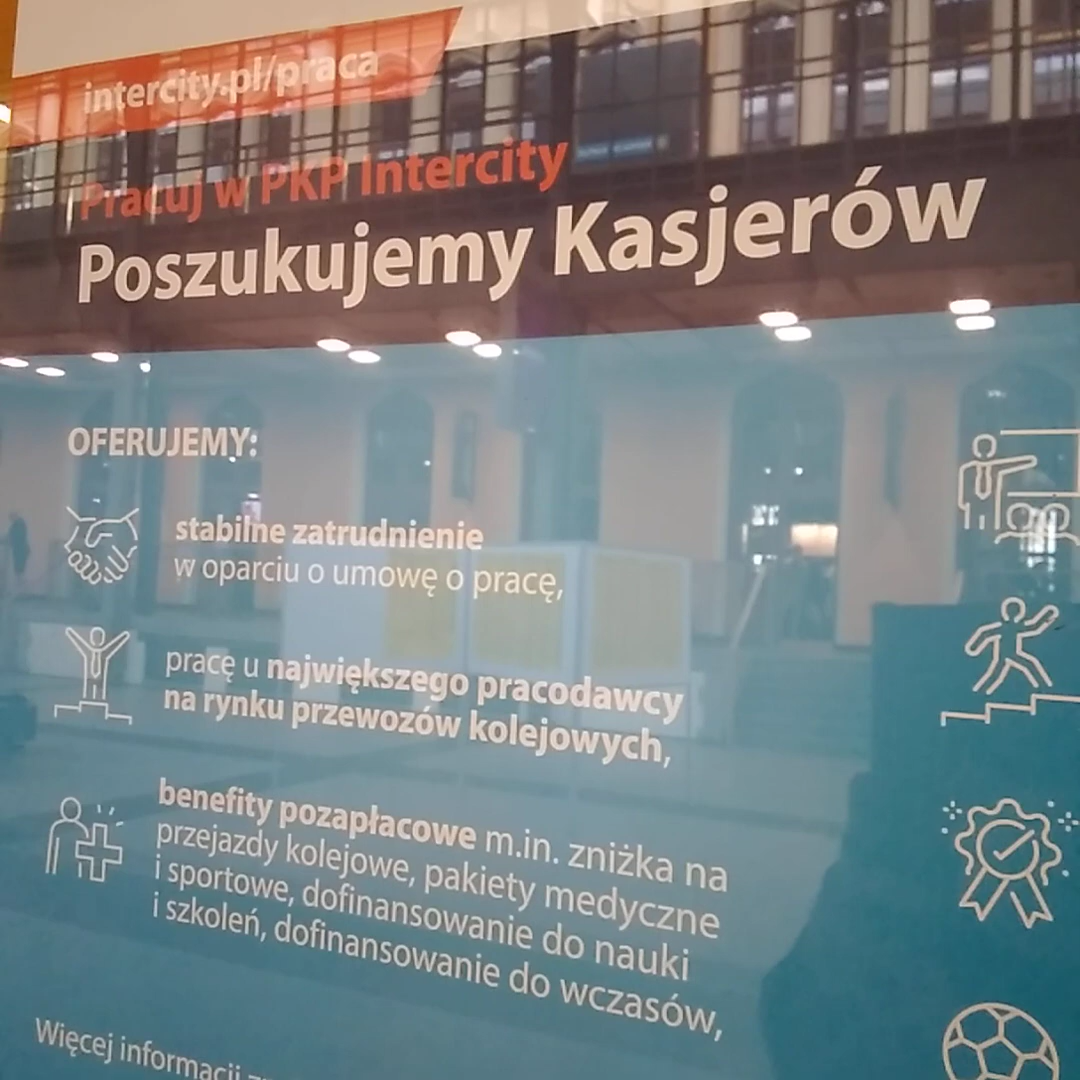 intercity.pl/praca
Pracuj w PKP Intercity
Poszukujemy Kasjerów
OFERUJEMY:
stabilne zatrudnienie
w oparciu o umowę o pracę,
pracę u największego pracodawcy
na rynku przewozów kolejowych,
benefity pozapłacowe m.in. zniżka na
przejazdy kolejowe, pakiety medyczne
i sportowe, dofinansowanie do nauki
i szkoleń, dofinansowanie do wczasów,
Więcej informacji